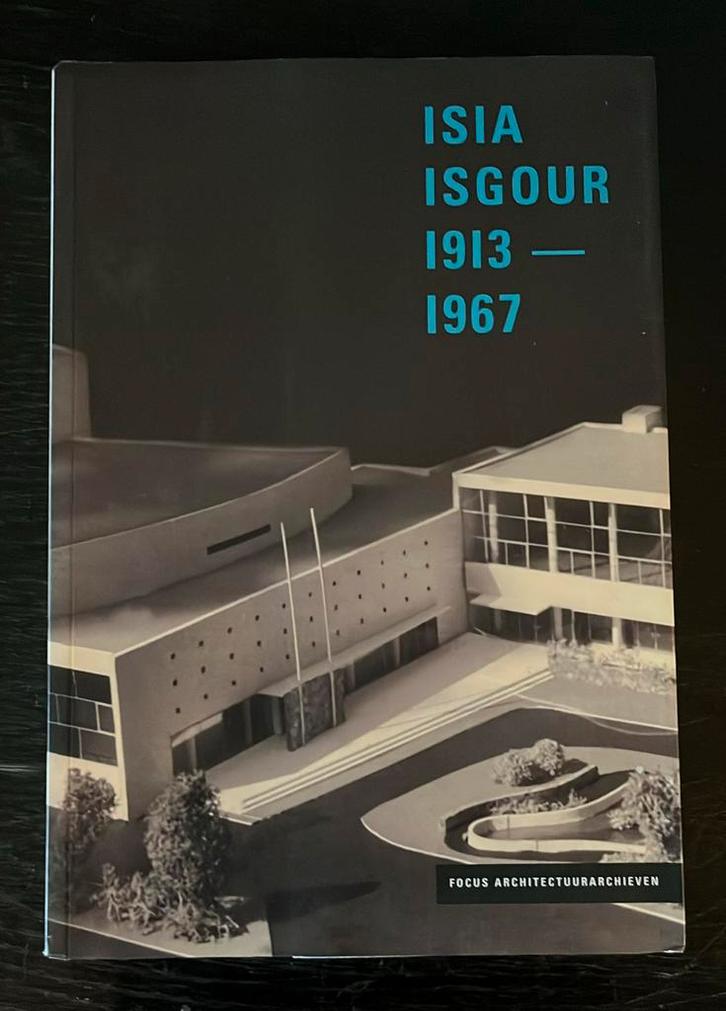 ISIA
ISGOUR
1913 —
1967
FOCUS ARCHITECTUURARCHIEVEN